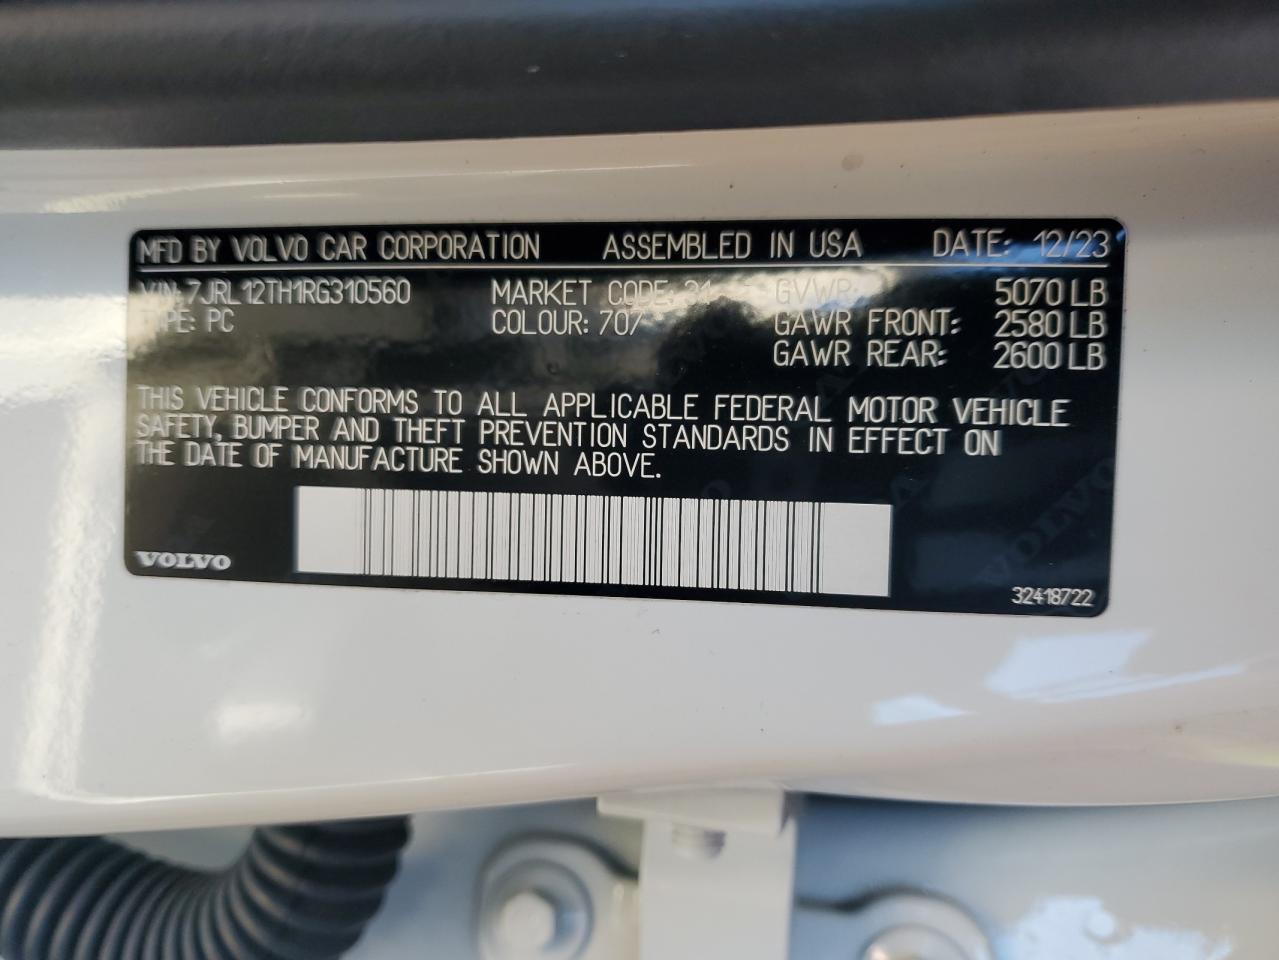 MFD BY VOLVO CAR CORPORATION ASSEMBLED IN USA DATE: 12/23
VIN: 7JRL12TH1RG310560 MARKET CODE: 31 GVWR: 5070 LB
TYPE: PC COLOUR: 707 GAWR FRONT: 2580 LB
GAWR REAR: 2600 LB
THIS VEHICLE CONFORMS TO ALL APPLICABLE FEDERAL MOTOR VEHICLE
SAFETY, BUMPER AND THEFT PREVENTION STANDARDS IN EFFECT ON
THE DATE OF MANUFACTURE SHOWN ABOVE.
VOLVO
32418722